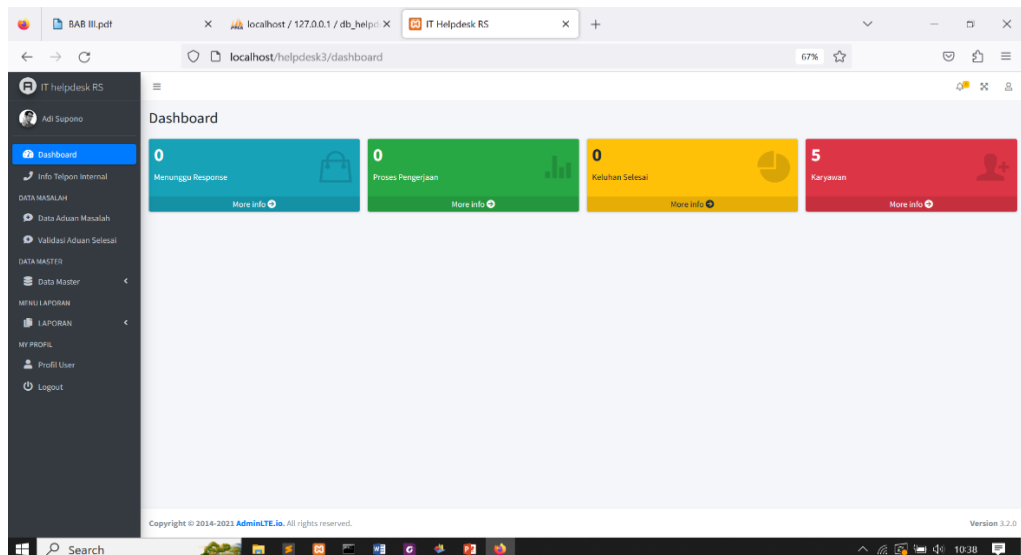 BAB III.pdf
localhost / 127.0.0.1 / db_helpd
IT Helpdesk RS
localhost/helpdesk3/dashboard
67%
IT helpdesk RS
Adi Supono
Dashboard
Info Telpon Internal
DATA MASALAH
Data Aduan Masalah
Validasi Aduan Selesai
DATA MASTER
Data Master
MENU LAPORAN
LAPORAN
MY PROFIL
Profil User
Logout
Dashboard
0
Menunggu Response
More info
0
Proses Pengerjaan
More info
0
Keluhan Selesai
More info
5
Karyawan
More info
Copyright © 2014-2021 AdminLTE.io. All rights reserved.
Version 3.2.0
Search
10:38